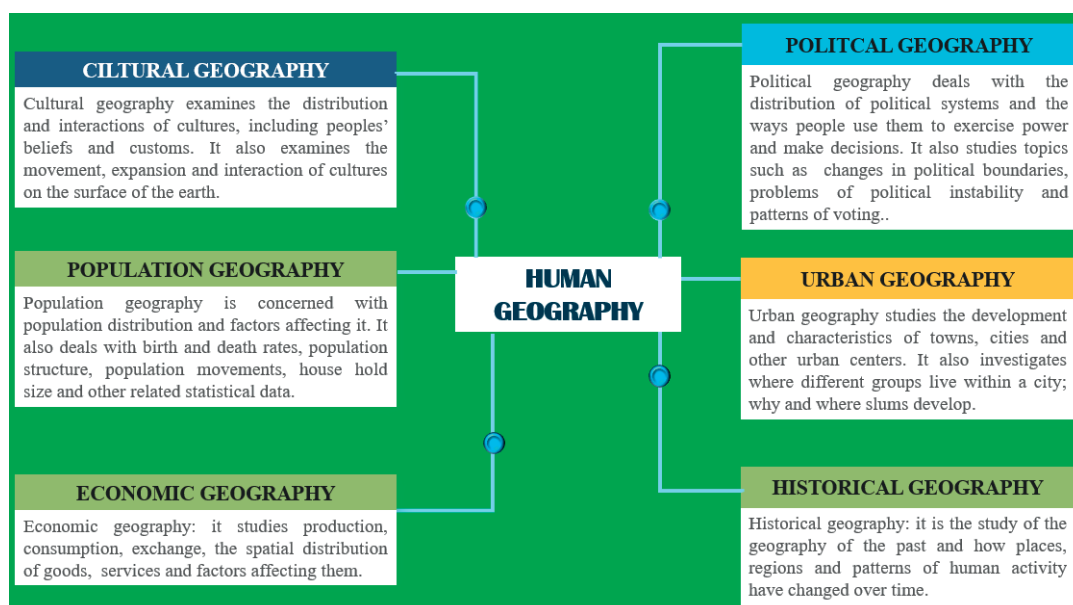 CILTURAL GEOGRAPHY
Cultural geography examines the distribution
and interactions of cultures, including peoples’
beliefs and customs. It also examines the
movement, expansion and interaction of cultures
on the surface of the earth.
POPULATION GEOGRAPHY
Population geography is concerned with
population distribution and factors affecting it. It
also deals with birth and death rates, population
structure, population movements, house hold
size and other related statistical data.
ECONOMIC GEOGRAPHY
Economic geography: it studies production,
consumption, exchange, the spatial distribution
of goods, services and factors affecting them.
HUMAN
GEOGRAPHY
POLITCAL GEOGRAPHY
Political geography deals with the
distribution of political systems and the
ways people use them to exercise power
and make decisions. It also studies topics
such as changes in political boundaries,
problems of political instability and
patterns of voting..
URBAN GEOGRAPHY
Urban geography studies the development
and characteristics of towns, cities and
other urban centers. It also investigates
where different groups live within a city;
why and where slums develop.
HISTORICAL GEOGRAPHY
Historical geography: it is the study of the
geography of the past and how places,
regions and patterns of human activity
have changed over time.